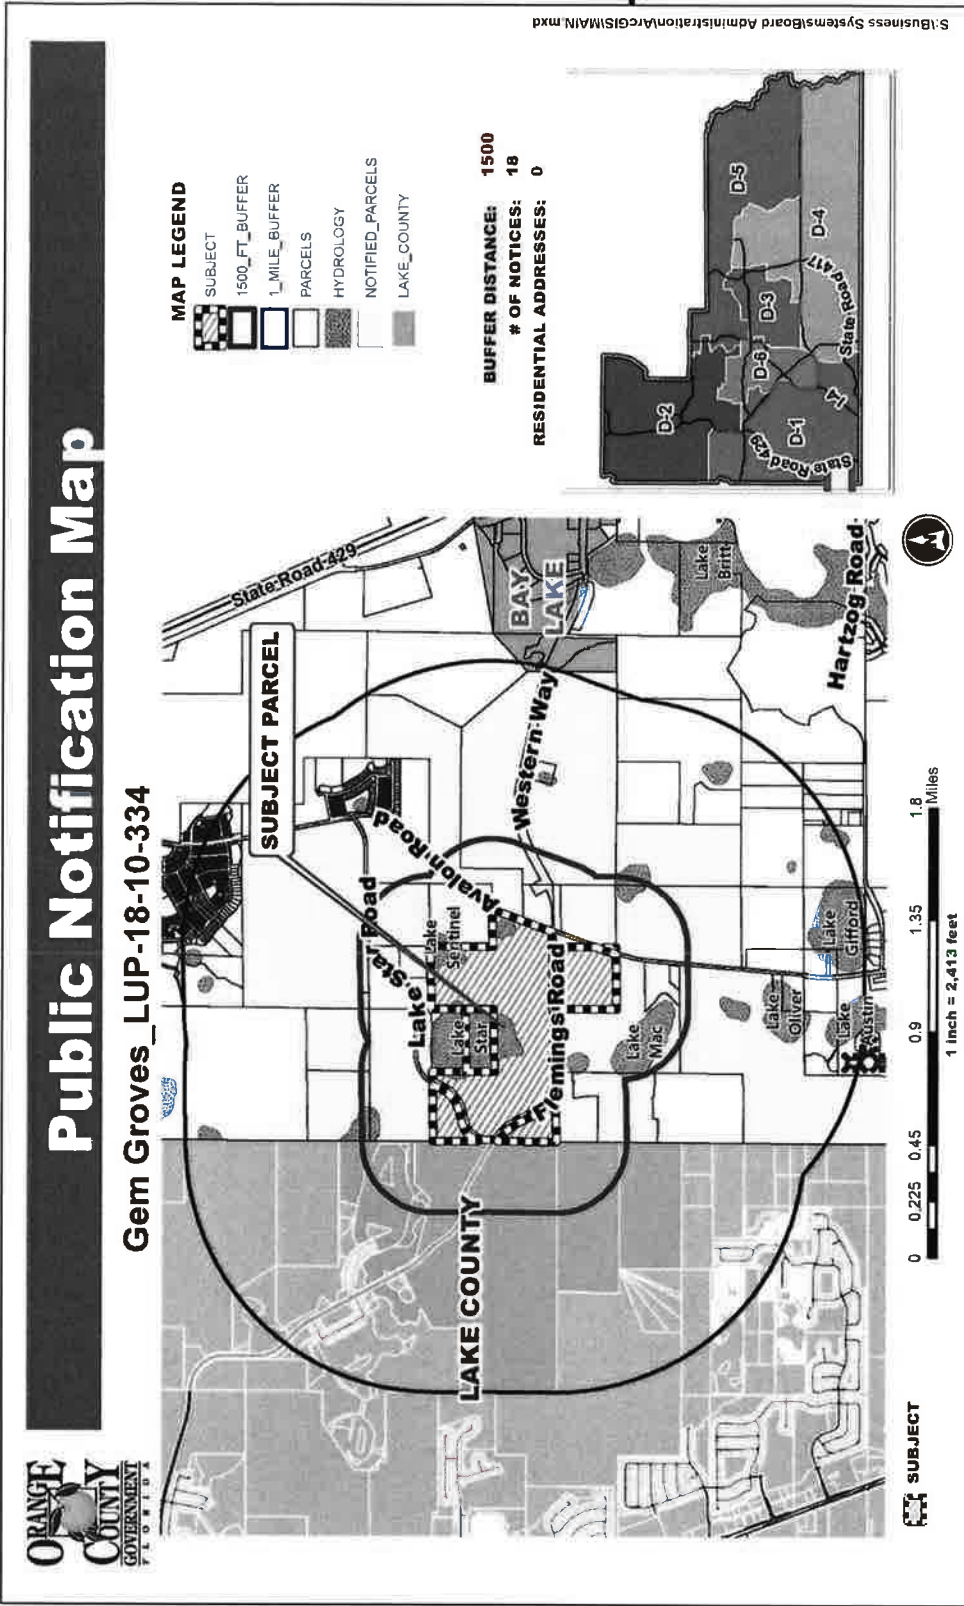 ORANGE
COUNTY
GOVERNMENT
FLORIDA
Public Notification Map
Gem Groves_LUP-18-10-334
SUBJECT PARCEL
State Road 429
Lake Star Road
Avalon Road
Lake
Sentinel
Lake
Star
Western Way
BAY
LAKE
Flemings Road
LAKE COUNTY
Lake
Mac
Lake
Britt
Lake
Oliver
Lake
Gifford
Lake
Austin
Hartzog Road
MAP LEGEND
SUBJECT
1500_FT_BUFFER
1_MILE_BUFFER
PARCELS
HYDROLOGY
NOTIFIED_PARCELS
LAKE_COUNTY
BUFFER DISTANCE: 1500
# OF NOTICES: 18
RESIDENTIAL ADDRESSES: 0
D-2
D-5
D-3
D-6
D-1
D-4
State Road 429
I-4
State Road 417
SUBJECT
0 0.225 0.45 0.9 1.35 1.8
Miles
1 inch = 2,413 feet
S:\Business Systems\Board Administration\ArcGIS\MAIN\MAIN.mxd